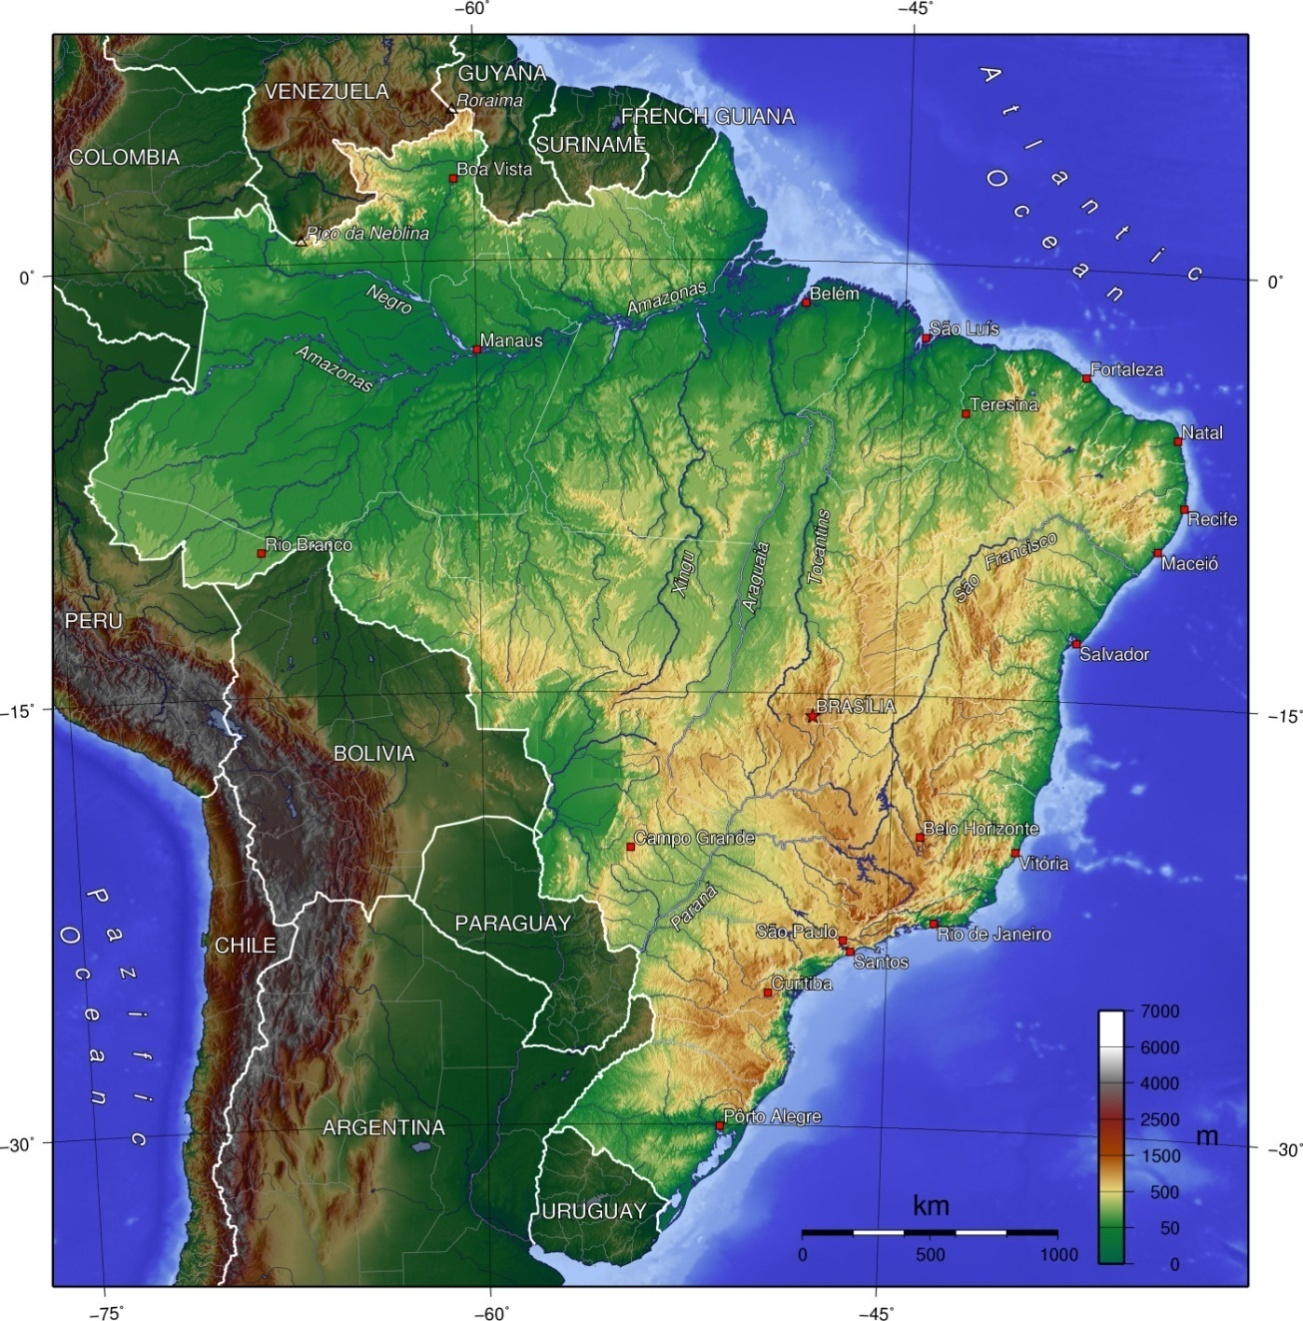 −60°
−45°
GUYANA
VENEZUELA
Roraima
FRENCH GUIANA
SURINAME
COLOMBIA
Boa Vista
Atlantic
Ocean
Pico da Neblina
0°
0°
Negro
Amazonas
Belém
São Luís
Manaus
Amazonas
Fortaleza
Teresina
Natal
Recife
Rio Branco
Xingu
Araguaia
Tocantins
São Francisco
Maceió
PERU
Salvador
−15°
BRASÍLIA
−15°
BOLIVIA
Campo Grande
Belo Horizonte
Vitória
Paraná
PARAGUAY
São Paulo
Rio de Janeiro
Santos
Pazific
Ocean
CHILE
Curitiba
7000
6000
4000
2500
1500
500
50
0
m
Pôrto Alegre
ARGENTINA
−30°
−30°
URUGUAY
km
0
500
1000
−75°
−60°
−45°